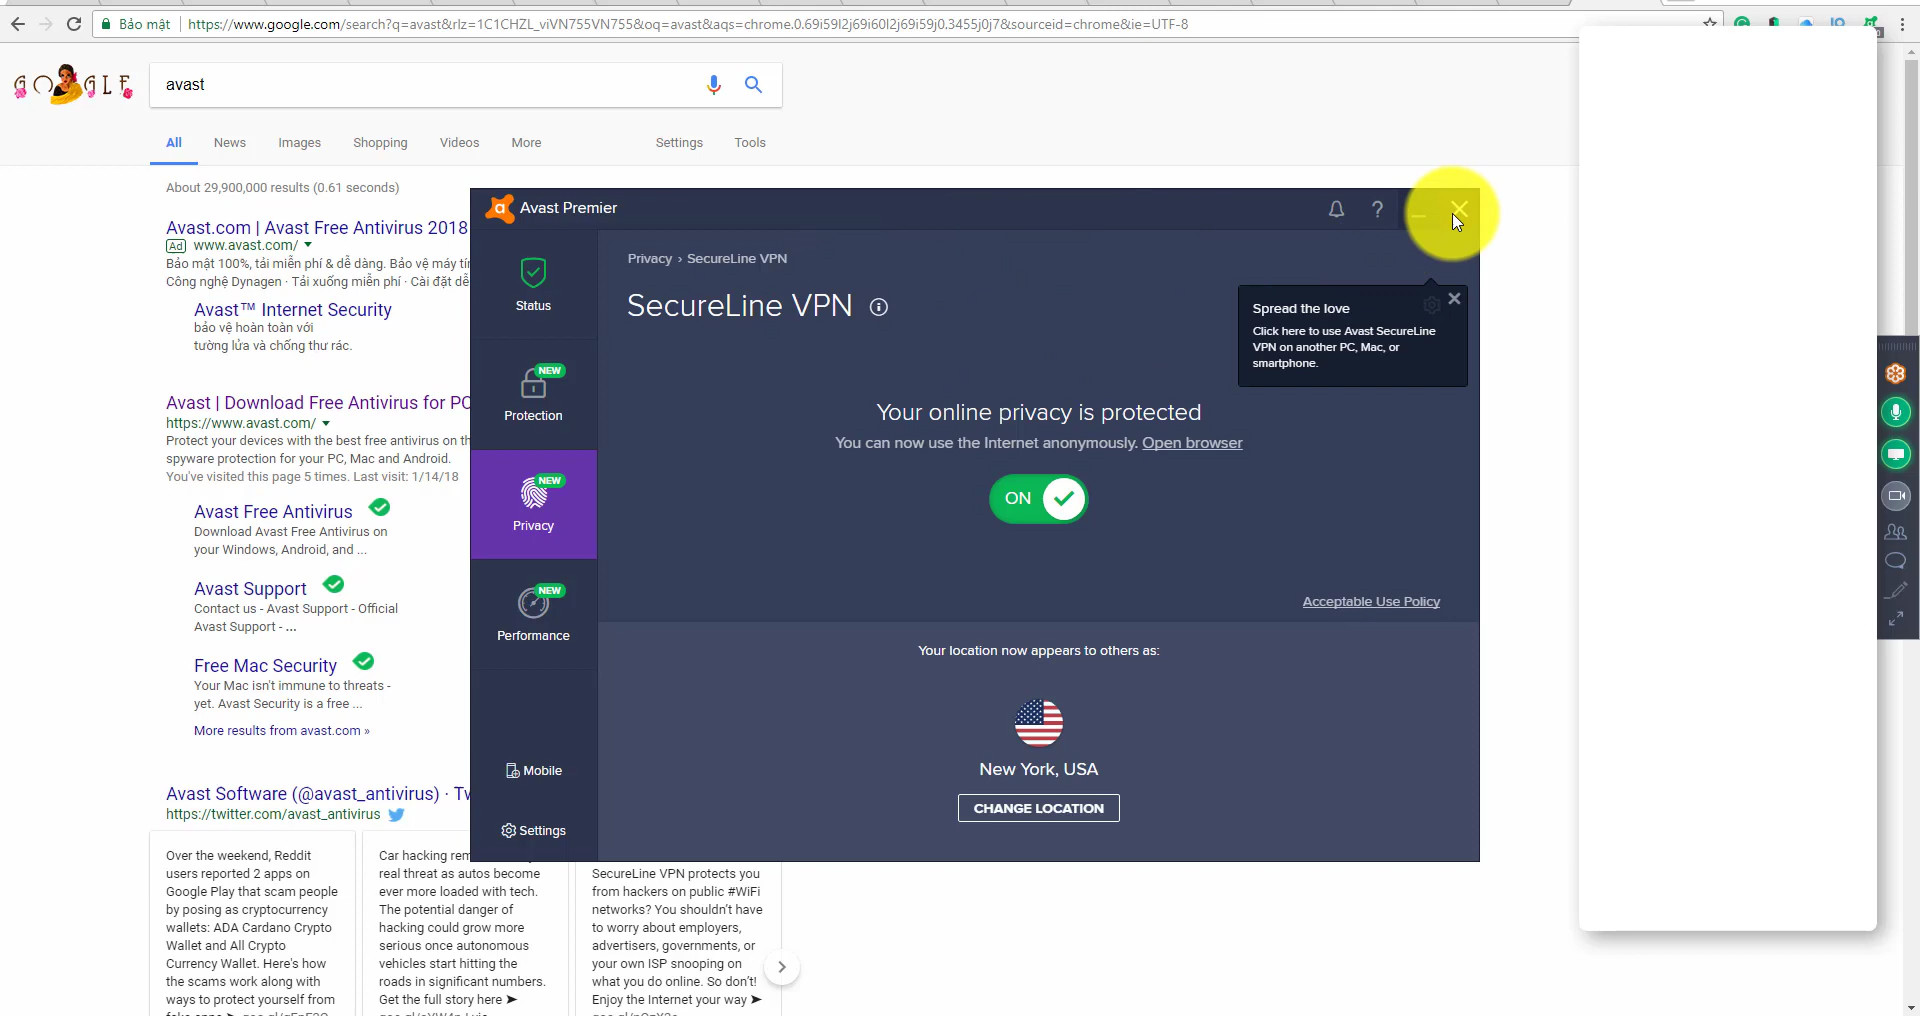 Bảo mật
https://www.google.com/search?q=avast&rlz=1C1CHZL_viVN755VN755&oq=avast&aqs=chrome.0.69i59l2j69i60l2j69i59j0.3455j0j7&sourceid=chrome&ie=UTF-8
GOOGLE
avast
All
News
Images
Shopping
Videos
More
Settings
Tools
About 29,900,000 results (0.61 seconds)
Avast.com | Avast Free Antivirus 2018
Ad www.avast.com/
Bảo mật 100%, tải miễn phí & dễ dàng. Bảo vệ máy
Công nghệ Dynagen · Tải xuống miễn phí · Cài đặt
Avast™ Internet Security
bảo vệ hoàn toàn với
tường lửa và chống thư rác.
Avast | Download Free Antivirus for PC
https://www.avast.com/
Protect your devices with the best free antivirus on
spyware protection for your PC, Mac and Android.
You've visited this page 5 times. Last visit: 1/14/18
Avast Free Antivirus
Download Avast Free Antivirus on
your Windows, Android, and ...
Avast Support
Contact us - Avast Support - Official
Avast Support - ...
Free Mac Security
Your Mac isn't immune to threats -
yet. Avast Security is a free ...
More results from avast.com »
Avast Software (@avast_antivirus) ·
https://twitter.com/avast_antivirus
Over the weekend, Reddit
users reported 2 apps on
Google Play that scam people
by posing as cryptocurrency
wallets: ADA Cardano Crypto
Wallet and All Crypto
Currency Wallet. Here's how
the scams work along with
ways to protect yourself from
Car hacking
real threat as autos become
ever more loaded with tech.
The potential danger of
hacking could grow more
serious once autonomous
vehicles start hitting the
roads in significant numbers.
Get the full story here ➤
SecureLine VPN protects you
from hackers on public #WiFi
networks? You shouldn't have
to worry about employers,
advertisers, governments, or
your own ISP snooping on
what you do online. So don't!
Enjoy the Internet your way ➤
Avast Premier
Status
NEW
Protection
NEW
Privacy
NEW
Performance
Mobile
Settings
Privacy › SecureLine VPN
SecureLine VPN
Spread the love
Click here to use Avast SecureLine
VPN on another PC, Mac, or
smartphone.
Your online privacy is protected
You can now use the Internet anonymously. Open browser
ON
Acceptable Use Policy
Your location now appears to others as:
New York, USA
CHANGE LOCATION